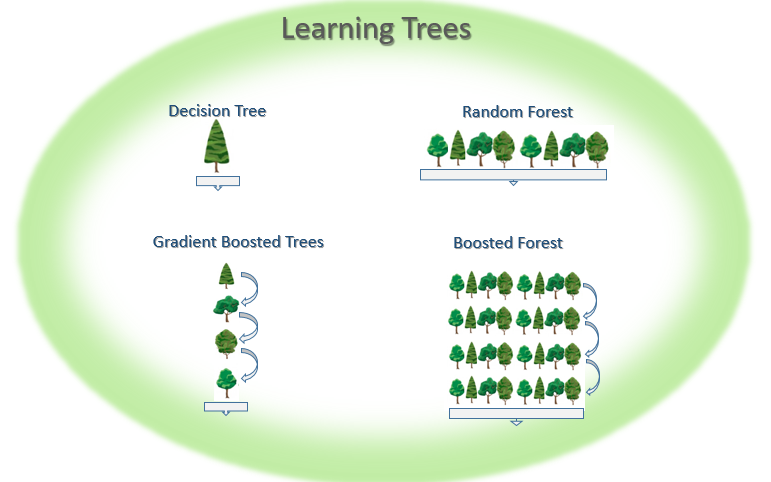 Learning Trees
Decision Tree
Random Forest
Gradient Boosted Trees
Boosted Forest